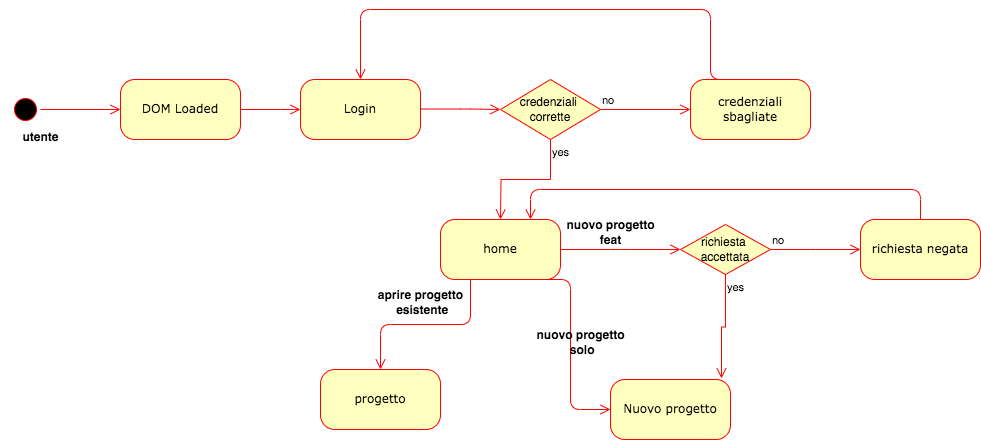 utente
DOM Loaded
Login
credenziali
corrette
no
credenziali
sbagliate
yes
home
nuovo progetto
feat
richiesta
accettata
no
richiesta negata
yes
aprire progetto
esistente
nuovo progetto
solo
progetto
Nuovo progetto